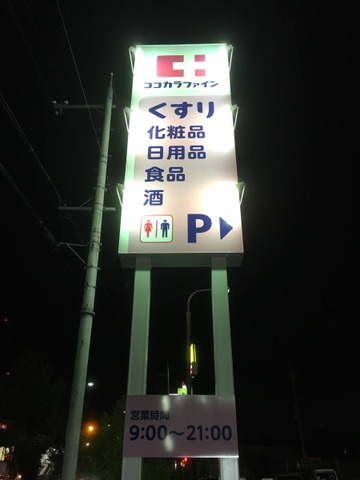 ココカラファイン
くすり
化粧品
日用品
食品
酒
P
営業時間
9:00〜21:00